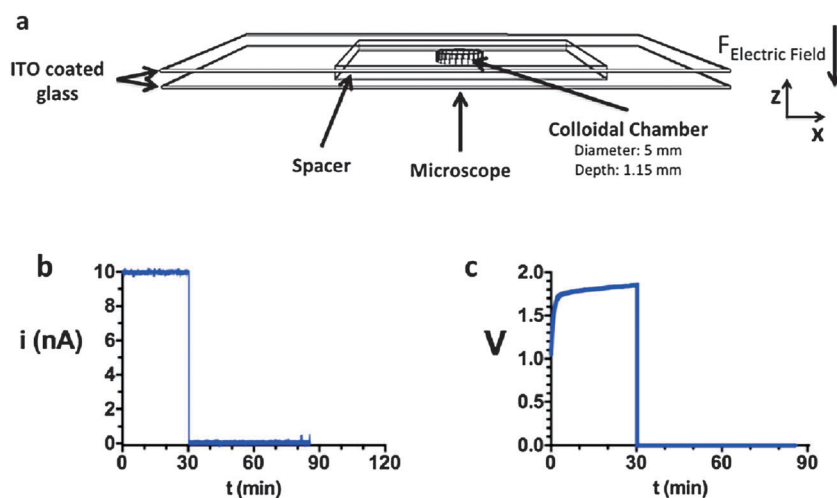 a
ITO coated
glass
F Electric Field
z
x
Spacer
Microscope
Colloidal Chamber
Diameter: 5 mm
Depth: 1.15 mm
b
i (nA)
10
8
6
4
2
0
0 30 60 90 120
t (min)
c
V
2.0
1.5
1.0
0.5
0.0
0 30 60 90
t (min)